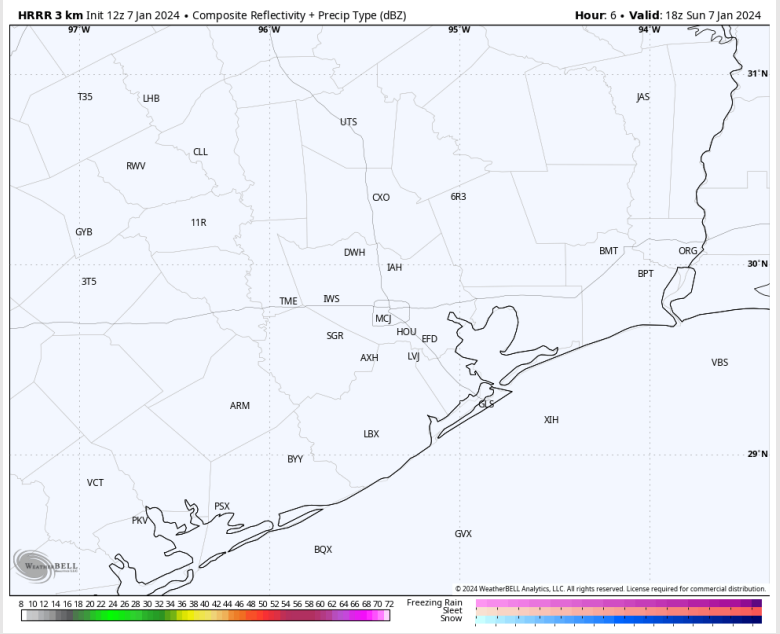 HRRR 3 km Init 12z 7 Jan 2024 • Composite Reflectivity + Precip Type (dBZ) Hour: 6 • Valid: 18z Sun 7 Jan 2024
97°W 96°W 95°W 94°W
31°N
T35 LHB JAS
UTS
CLL
RWV
CXO 6R3
11R
GYB
DWH BMT ORG
IAH
30°N
BPT
3T5
TME IWS
MCJ
HOU
SGR EFD
AXH LVJ
VBS
GLS
ARM
XIH
LBX
29°N
BYY
VCT
PSX
PKV
GVX
BQX
WEATHERBELL
© 2024 WeatherBELL Analytics, LLC. All rights reserved. License required for commercial distribution.
8 10 12 14 16 18 20 22 24 26 28 30 32 34 36 38 40 42 44 46 48 50 52 54 56 58 60 62 64 66 68 70 72
Freezing Rain
Sleet
Snow